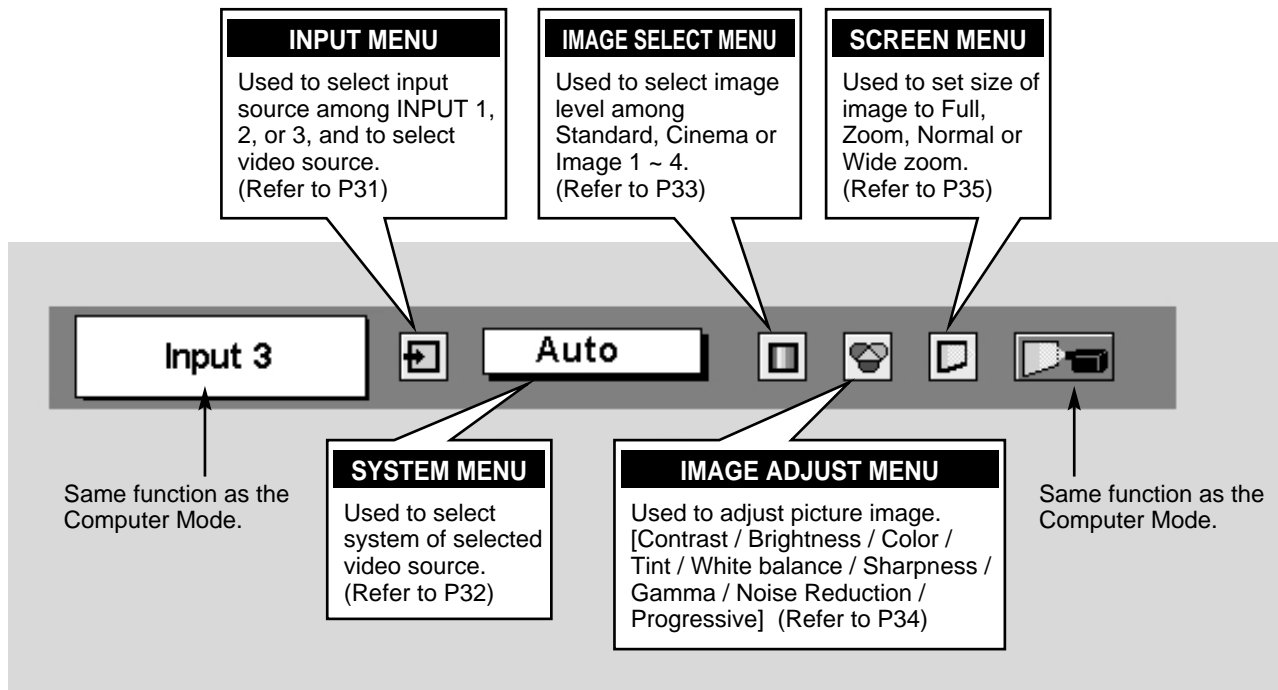 INPUT MENU
Used to select input
source among INPUT 1,
2, or 3, and to select
video source.
(Refer to P31)
IMAGE SELECT MENU
Used to select image
level among
Standard, Cinema or
Image 1 ~ 4.
(Refer to P33)
SCREEN MENU
Used to set size of
image to Full,
Zoom, Normal or
Wide zoom.
(Refer to P35)
Input 3
Auto
Same function as the
Computer Mode.
SYSTEM MENU
Used to select
system of selected
video source.
(Refer to P32)
IMAGE ADJUST MENU
Used to adjust picture image.
[Contrast / Brightness / Color /
Tint / White balance / Sharpness /
Gamma / Noise Reduction /
Progressive]  (Refer to P34)
Same function as the
Computer Mode.